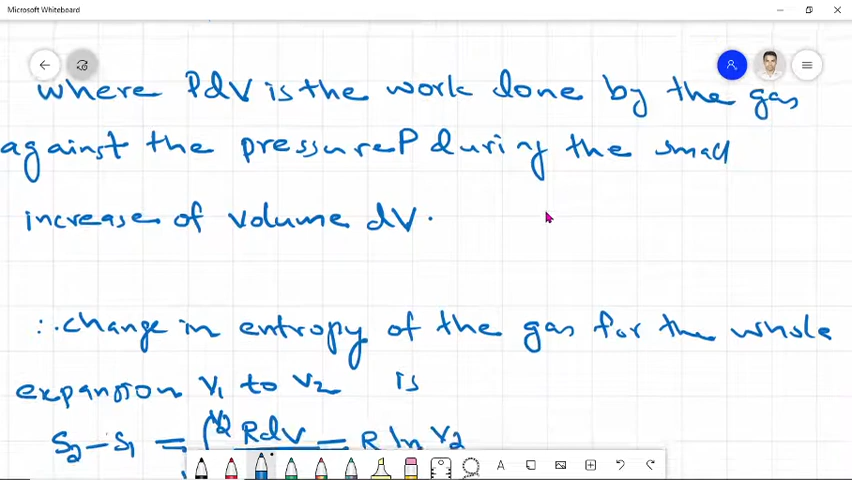 Microsoft Whiteboard
where PdV is the work done by the gas
against the pressure P during the small
increase of volume dV.
∴ change in entropy of the gas for the whole
expansion V1 to V2 is
S2 - S1 = ∫V2 RdV = R ln V2